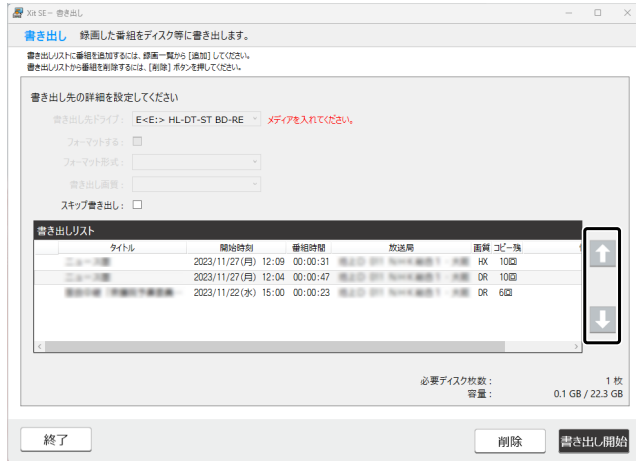 Xit SE - 書き出し
書き出し 録画した番組をディスク等に書き出します。
書き出しリストに番組を追加するには、録画一覧から [追加] してください。
書き出しリストから番組を削除するには、[削除] ボタンを押してください。
書き出し先の詳細を設定してください
書き出し先ドライブ: E<E:> HL-DT-ST BD-RE メディアを入れてください。
フォーマットする:
フォーマット形式:
書き出し画質:
スキップ書き出し:
書き出しリスト
タイトル 開始時刻 番組時間 放送局 画質 コピー残
2023/11/27(月) 12:09 00:00:31 HX 10回
2023/11/27(月) 12:04 00:00:47 DR 10回
2023/11/22(水) 15:00 00:00:23 DR 6回
必要ディスク枚数: 1 枚
容量: 0.1 GB / 22.3 GB
終了 削除 書き出し開始